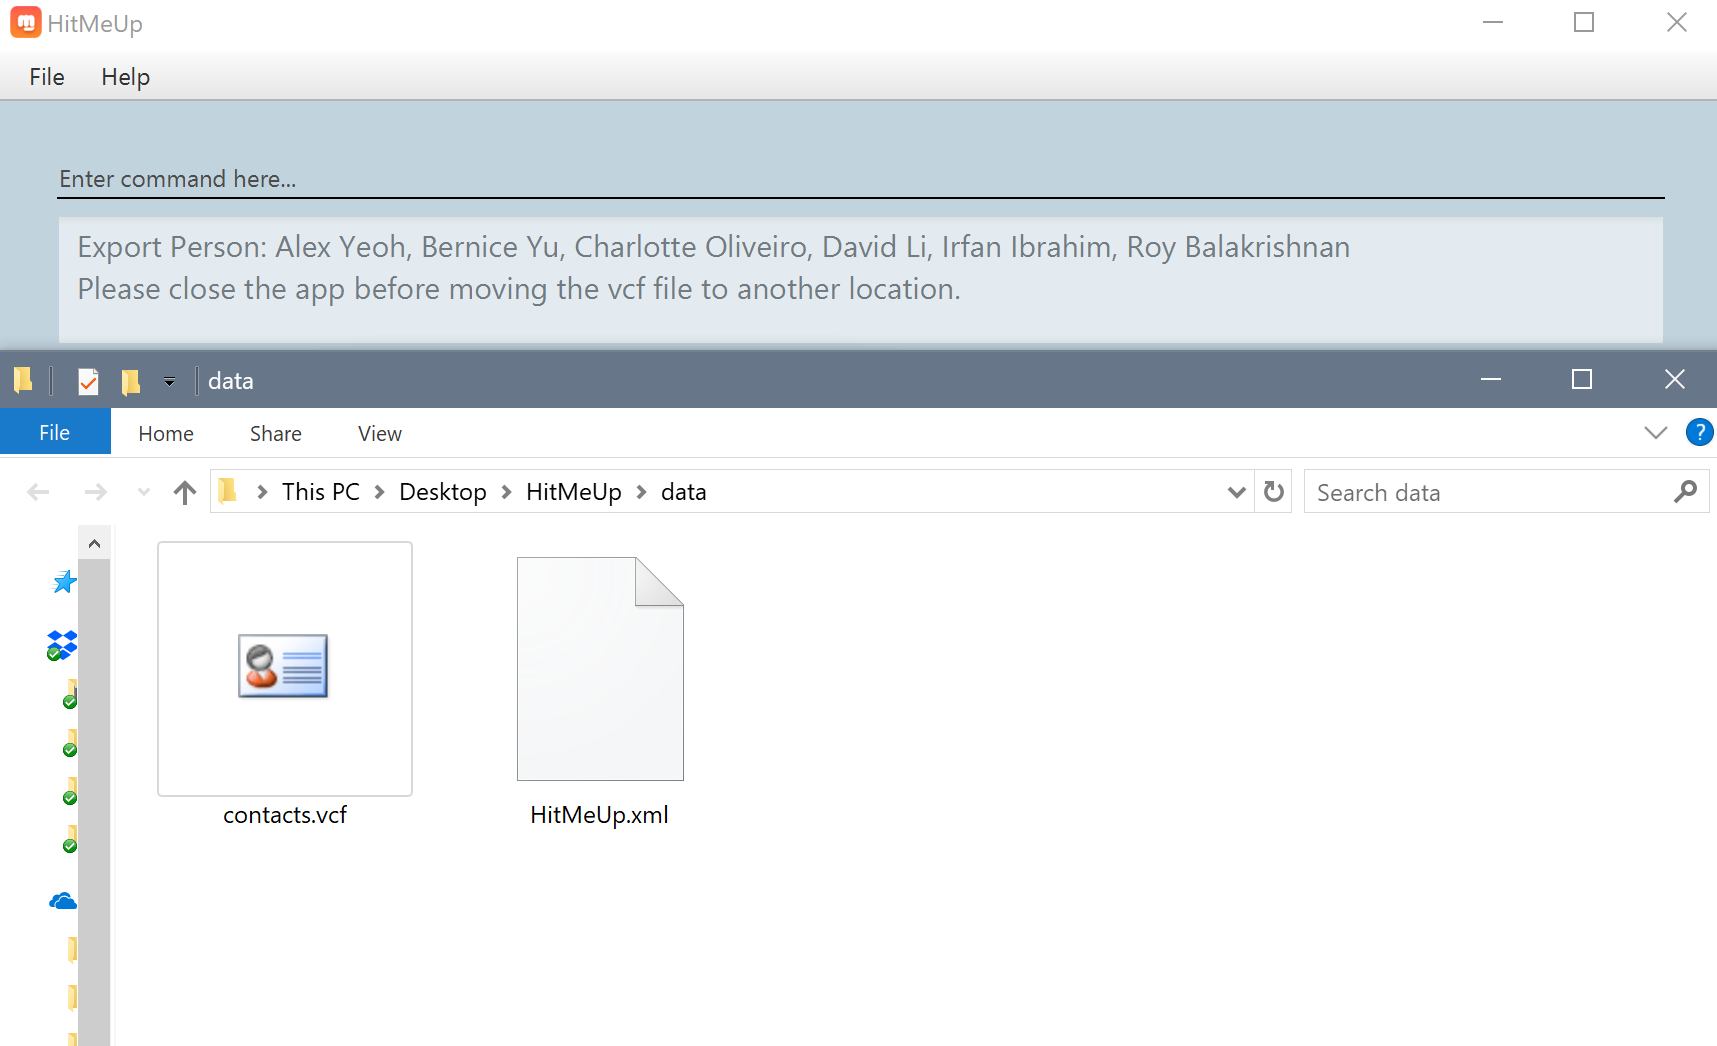 HitMeUp
File Help
Enter command here...
Export Person: Alex Yeoh, Bernice Yu, Charlotte Oliveiro, David Li, Irfan Ibrahim, Roy Balakrishnan
Please close the app before moving the vcf file to another location.
data
File Home Share View ?
This PC Desktop HitMeUp data Search data
contacts.vcf HitMeUp.xml